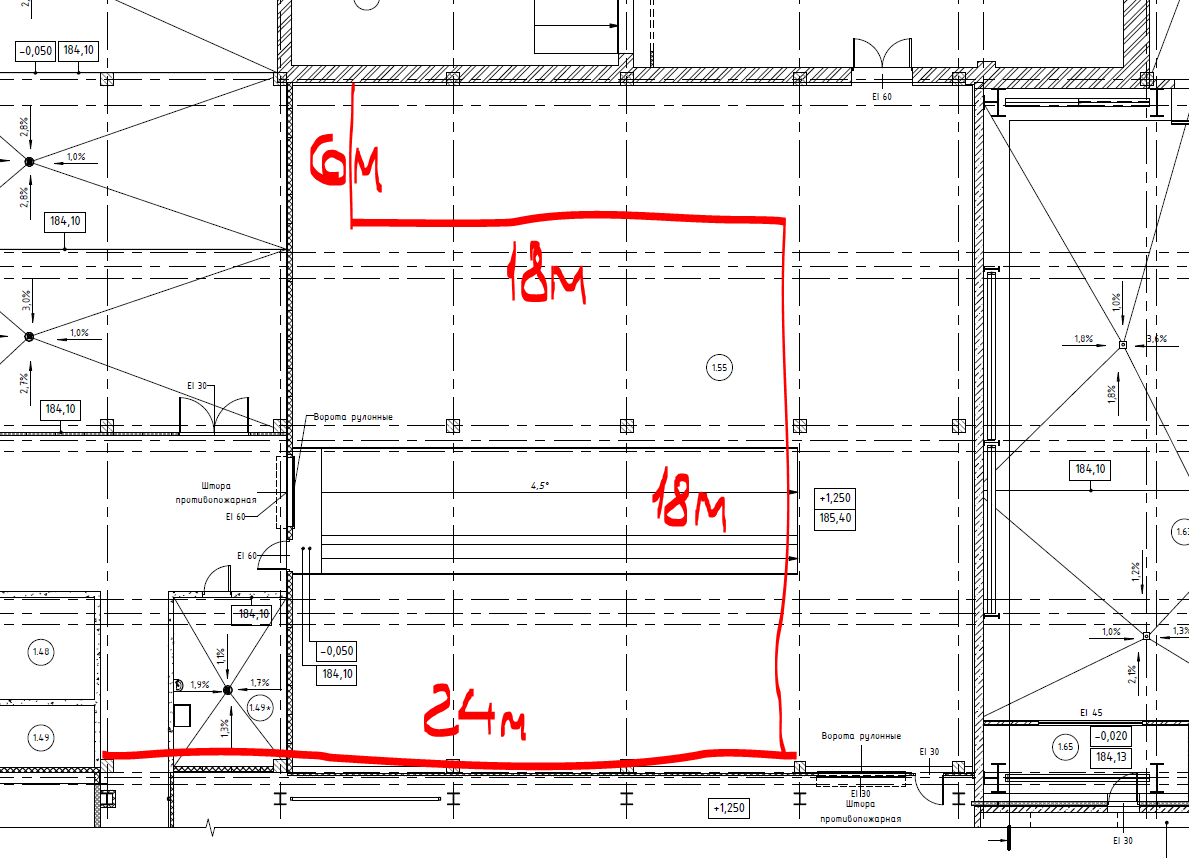 -0,050 184,10
EI 60
2,8%
1,0%
2,8%
6м
184,10
18м
3,0%
1,0%
2,7%
1,0%
1,8%
3,6%
1,8%
1.55
EI 30
184,10
Ворота рулонные
Штора
противопожарная
EI 60
4,5°
18м
+1,250
185,40
184,10
EI 60
1,2%
184,10
1,0%
1,3%
2,1%
1.48
-0,050
184,10
1,1%
1,9%
1,7%
1.49*
1,3%
24м
1.49
Ворота рулонные
EI 30
EI 45
-0,020
184,13
1.65
EI 30
Штора
противопожарная
+1,250
EI 30